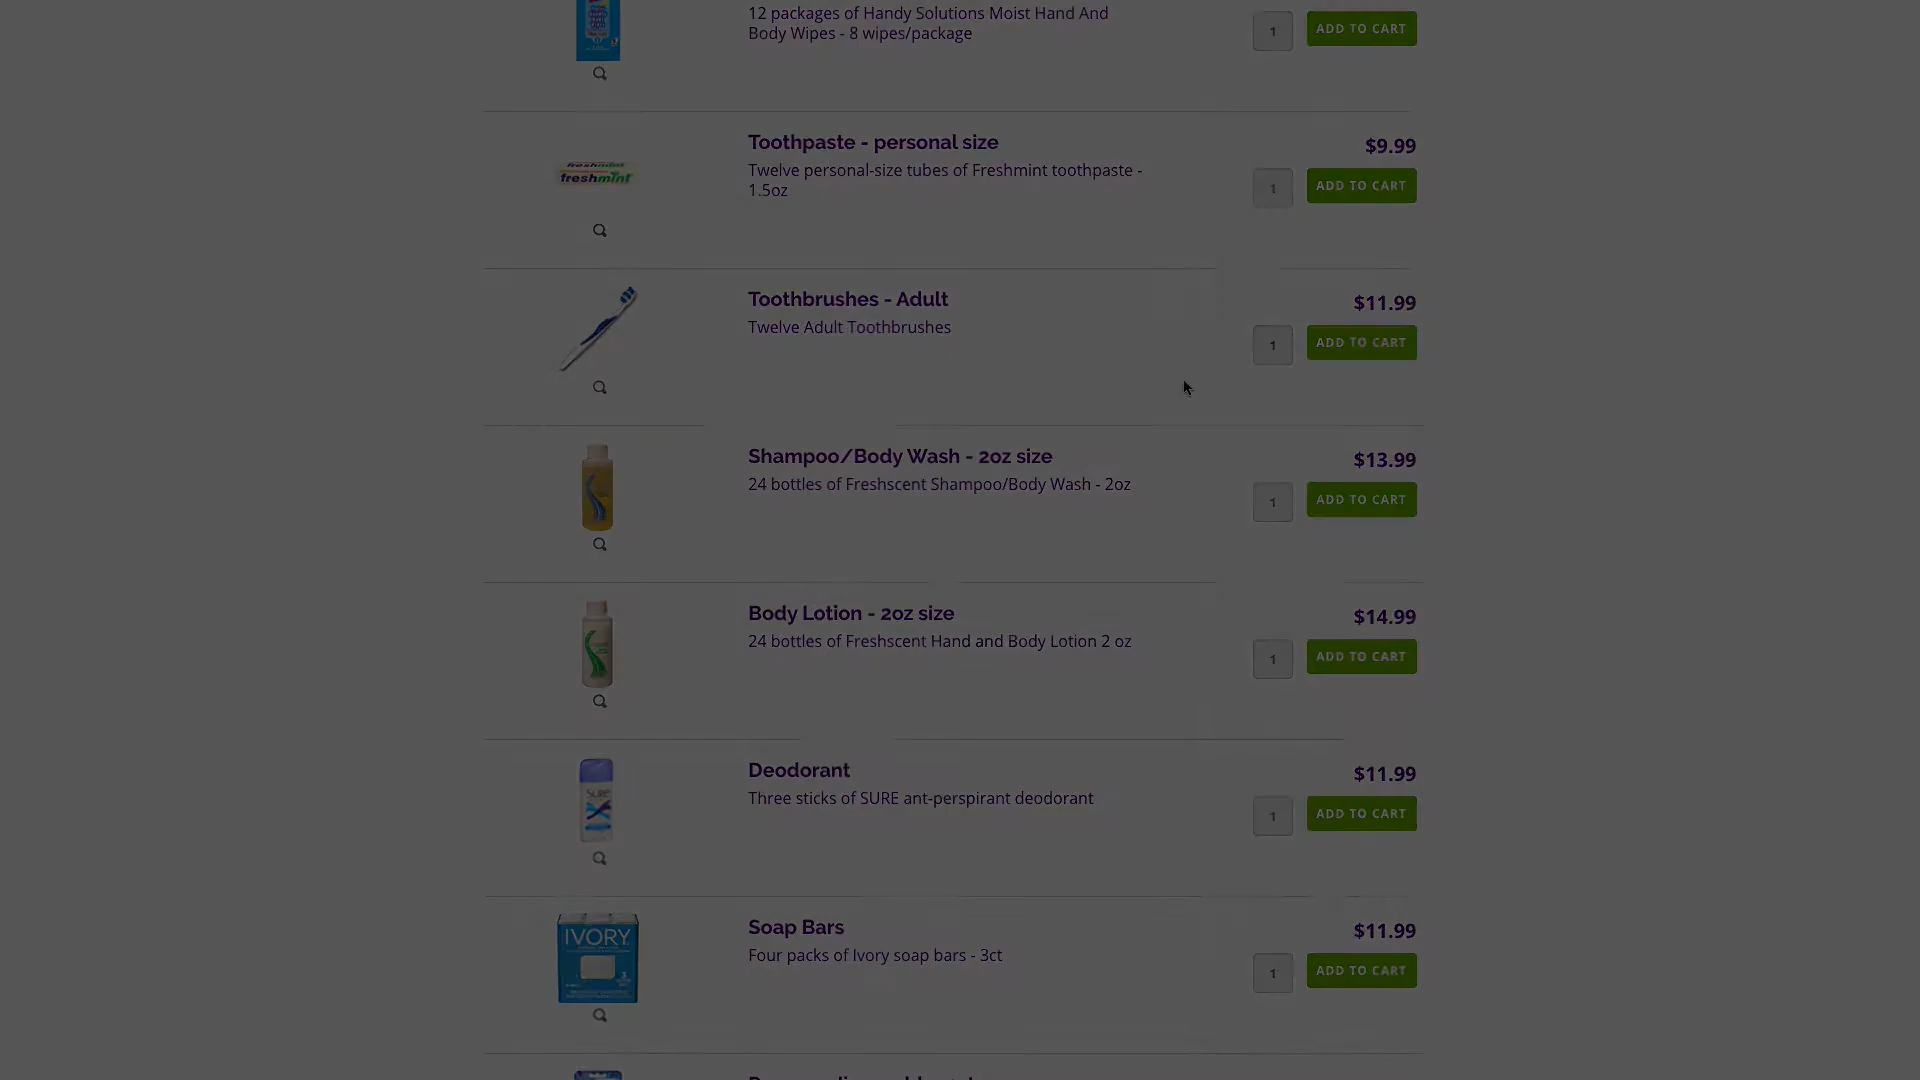 12 packages of Handy Solutions Moist Hand And
Body Wipes - 8 wipes/package
1
ADD TO CART
freshmint
freshmint
Toothpaste - personal size
$9.99
Twelve personal-size tubes of Freshmint toothpaste -
1.5oz
1
ADD TO CART
Toothbrushes - Adult
$11.99
Twelve Adult Toothbrushes
1
ADD TO CART
Shampoo/Body Wash - 2oz size
$13.99
24 bottles of Freshscent Shampoo/Body Wash - 2oz
1
ADD TO CART
Body Lotion - 2oz size
$14.99
24 bottles of Freshscent Hand and Body Lotion 2 oz
1
ADD TO CART
Deodorant
$11.99
SURE
Three sticks of SURE ant-perspirant deodorant
1
ADD TO CART
Soap Bars
$11.99
IVORY
Four packs of Ivory soap bars - 3ct
3
1
ADD TO CART